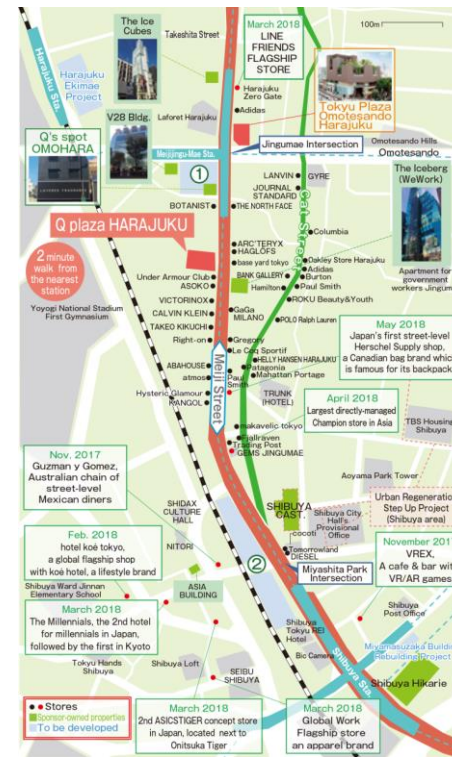 The Ice
Cubes
Takeshita Street
March 2018
LINE
FRIENDS
FLAGSHIP
STORE
100m
Harajuku Sta.
Harajuku
Ekimae
Project
V28 Bldg.
Laforet Harajuku
Harajuku
Zero Gate
Adidas
Tokyu Plaza
Omotesando
Harajuku
Q's spot
OMOHARA
Meijijingu-Mae Sta.
Jingumae Intersection
Omotesando Hills
Omotesando
①
LANVIN
GYRE
JOURNAL
STANDARD
The Iceberg
(WeWork)
BOTANIST
THE NORTH FACE
Cat Street
Columbia
Q plaza HARAJUKU
ARC'TERYX
HAGLÖFS
base yard tokyo
Oakley Store Harajuku
Adidas
2
minute
walk from
the nearest
station
Under Armour Club
ASOKO
BANK GALLERY
Hamilton
Burton
Paul Smith
Apartment for
government
workers Jingumae
Yoyogi National Stadium
First Gymnasium
VICTORINOX
ROKU Beauty&Youth
CALVIN KLEIN
GaGa
MILANO
TAKEO KIKUCHI
POLO Ralph Lauren
Right-on
Gregory
May 2018
Japan's first street-level
Herschel Supply shop,
a Canadian bag brand which
is famous for its backpack
Meiji Street
Le Coq Sportif
HELLY HANSEN HARAJUKU
ABAHOUSE
Patagonia
atmos
Paul
Smith
Mahattan Portage
Hysteric Glamour
KANGOL
TRUNK
(HOTEL)
April 2018
Largest directly-managed
Champion store in Asia
TBS Housing
Shibuya
makavelic tokyo
Fjallraven
Trading Post
GEMS JINGUMAE
Nov. 2017
Guzman y Gomez,
Australian chain of
street-level
Mexican diners
Aoyama Park Tower
SHIDAX
CULTURE
HALL
SHIBUYA
CAST.
Shibuya City
Hall's
Provisional
Office
Urban Regeneration
Step Up Project
(Shibuya area)
Feb. 2018
hotel koé tokyo,
a global flagship shop
with koé hotel, a lifestyle brand
NITORI
②
cocoti
Tomorrowland
DIESEL
Miyashita Park
Intersection
November 2017
VREX,
A cafe & bar with
VR/AR games
Shibuya Ward Jinnan
Elementary School
ASIA
BUILDING
March 2018
The Millennials, the 2nd hotel
for millennials in Japan,
followed by the first in Kyoto
Shibuya
Tokyu REI
Hotel
Shibuya
Post Office
Miyamasuzaka Building
Rebuilding Project
Tokyu Hands
Shibuya
Shibuya Loft
Bic Camera
Shibuya Sta.
SEIBU
SHIBUYA
Shibuya Hikarie
Stores
Sponsor-owned properties
To be developed
March 2018
2nd ASICSTIGER concept store
in Japan, located next to
Onitsuka Tiger
March 2018
Global Work
Flagship store
an apparel brand